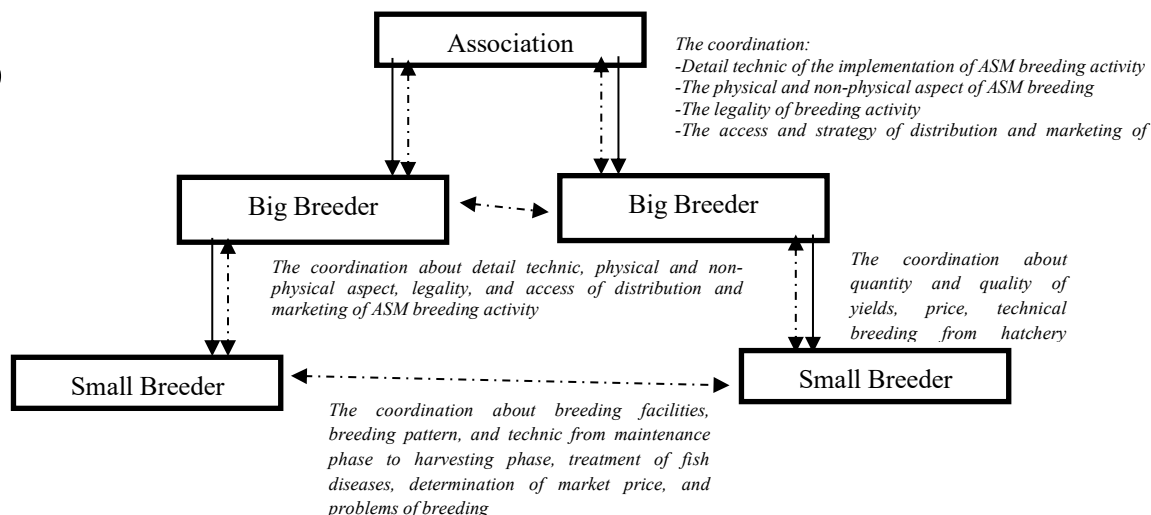 )
Association
The coordination:
-Detail technic of the implementation of ASM breeding activity
-The physical and non-physical aspect of ASM breeding
-The legality of breeding activity
-The access and strategy of distribution and marketing of
Big Breeder
Big Breeder
The coordination about detail technic, physical and non-
physical aspect, legality, and access of distribution and
marketing of ASM breeding activity
The coordination about
quantity and quality of
yields, price, technical
breeding from hatchery
Small Breeder
Small Breeder
The coordination about breeding facilities,
breeding pattern, and technic from maintenance
phase to harvesting phase, treatment of fish
diseases, determination of market price, and
problems of breeding